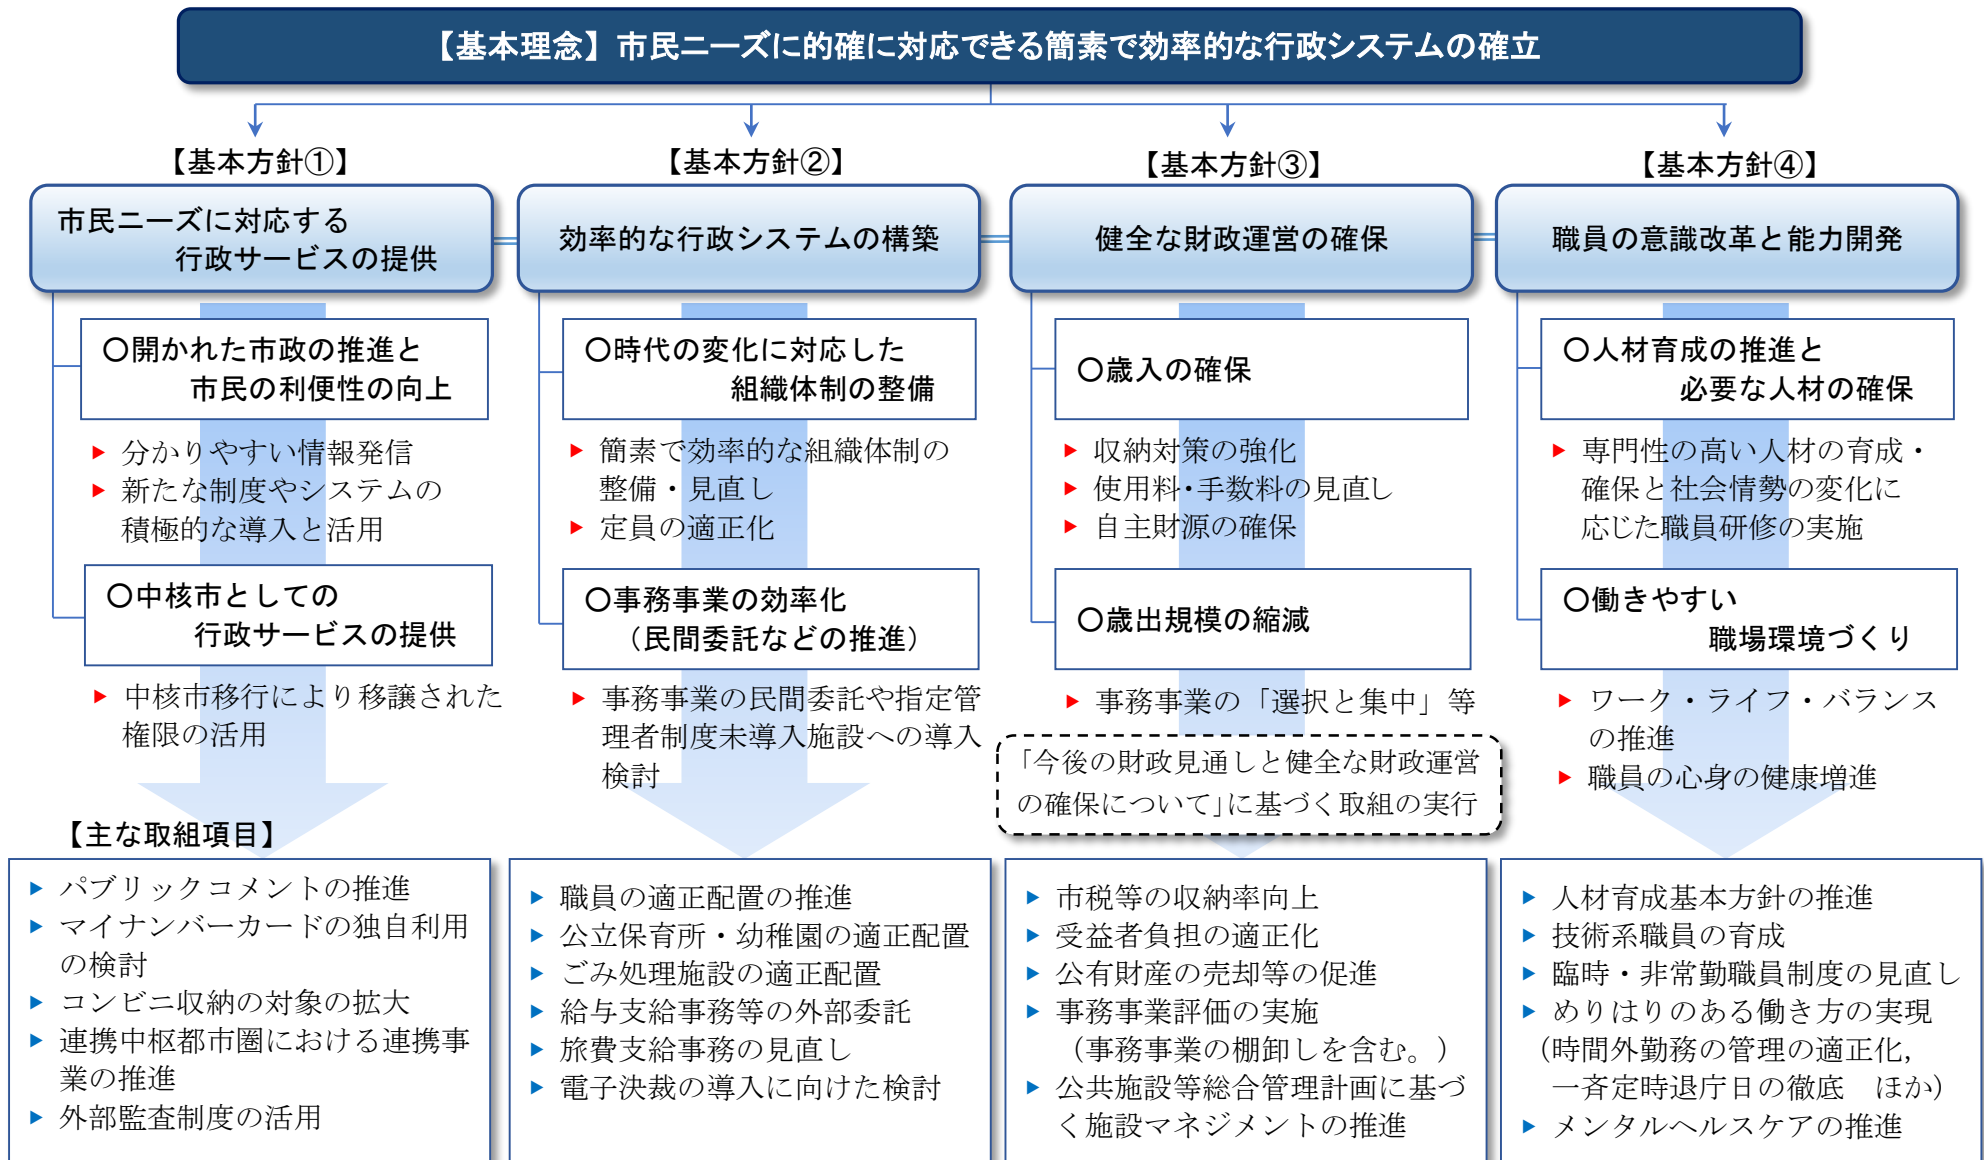 【基本理念】市民ニーズに的確に対応できる簡素で効率的な行政システムの確立
【基本方針①】
市民ニーズに対応する
行政サービスの提供
〇開かれた市政の推進と
市民の利便性の向上
▶ 分かりやすい情報発信
▶ 新たな制度やシステムの
積極的な導入と活用
〇中核市としての
行政サービスの提供
▶ 中核市移行により移譲された
権限の活用
【主な取組項目】
▶ パブリックコメントの推進
▶ マイナンバーカードの独自利用
の検討
▶ コンビニ収納の対象の拡大
▶ 連携中枢都市圏における連携事
業の推進
▶ 外部監査制度の活用
【基本方針②】
効率的な行政システムの構築
〇時代の変化に対応した
組織体制の整備
▶ 簡素で効率的な組織体制の
整備・見直し
▶ 定員の適正化
〇事務事業の効率化
（民間委託などの推進）
▶ 事務事業の民間委託や指定管
理者制度未導入施設への導入
検討
▶ 職員の適正配置の推進
▶ 公立保育所・幼稚園の適正配置
▶ ごみ処理施設の適正配置
▶ 給与支給事務等の外部委託
▶ 旅費支給事務の見直し
▶ 電子決裁の導入に向けた検討
【基本方針③】
健全な財政運営の確保
〇歳入の確保
▶ 収納対策の強化
▶ 使用料・手数料の見直し
▶ 自主財源の確保
〇歳出規模の縮減
▶ 事務事業の「選択と集中」等
「今後の財政見通しと健全な財政運営
の確保について」に基づく取組の実行
▶ 市税等の収納率向上
▶ 受益者負担の適正化
▶ 公有財産の売却等の促進
▶ 事務事業評価の実施
（事務事業の棚卸しを含む。）
▶ 公共施設等総合管理計画に基づ
く施設マネジメントの推進
【基本方針④】
職員の意識改革と能力開発
〇人材育成の推進と
必要な人材の確保
▶ 専門性の高い人材の育成・
確保と社会情勢の変化に
応じた職員研修の実施
〇働きやすい
職場環境づくり
▶ ワーク・ライフ・バランス
の推進
▶ 職員の心身の健康増進
▶ 人材育成基本方針の推進
▶ 技術系職員の育成
▶ 臨時・非常勤職員制度の見直し
▶ めりはりのある働き方の実現
（時間外勤務の管理の適正化，
一斉定時退庁日の徹底　ほか）
▶ メンタルヘルスケアの推進